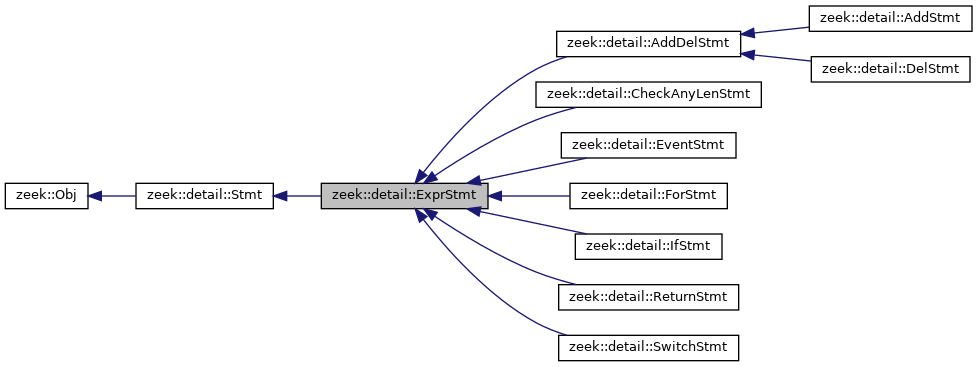 zeek::Obj
zeek::detail::Stmt
zeek::detail::ExprStmt
zeek::detail::AddDelStmt
zeek::detail::AddStmt
zeek::detail::DelStmt
zeek::detail::CheckAnyLenStmt
zeek::detail::EventStmt
zeek::detail::ForStmt
zeek::detail::IfStmt
zeek::detail::ReturnStmt
zeek::detail::SwitchStmt